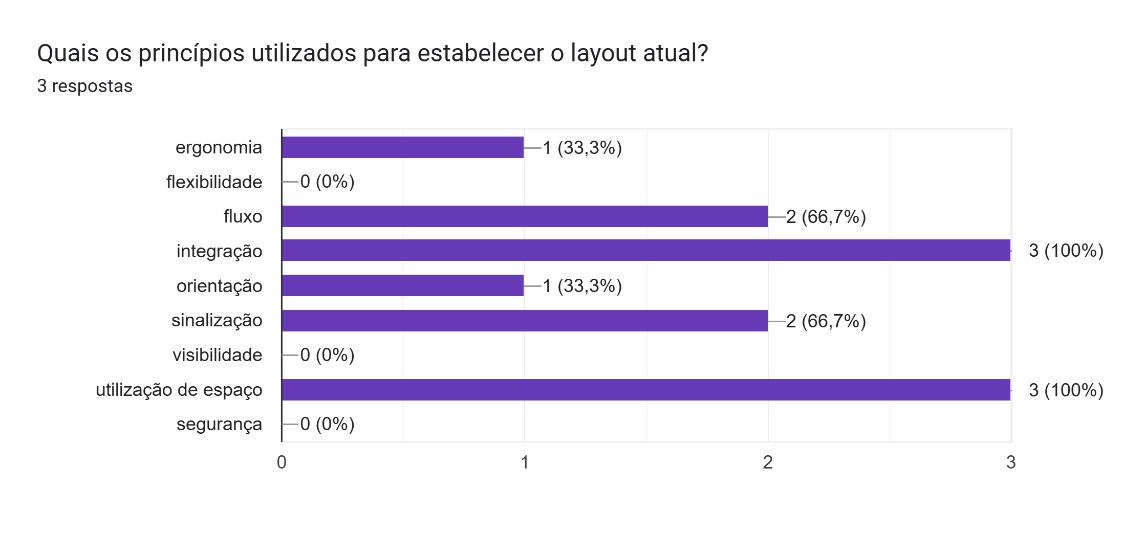 Quais os princípios utilizados para estabelecer o layout atual?
3 respostas
ergonomia 1 (33,3%)
flexibilidade 0 (0%)
fluxo 2 (66,7%)
integração 3 (100%)
orientação 1 (33,3%)
sinalização 2 (66,7%)
visibilidade 0 (0%)
utilização de espaço 3 (100%)
segurança 0 (0%)
0 1 2 3